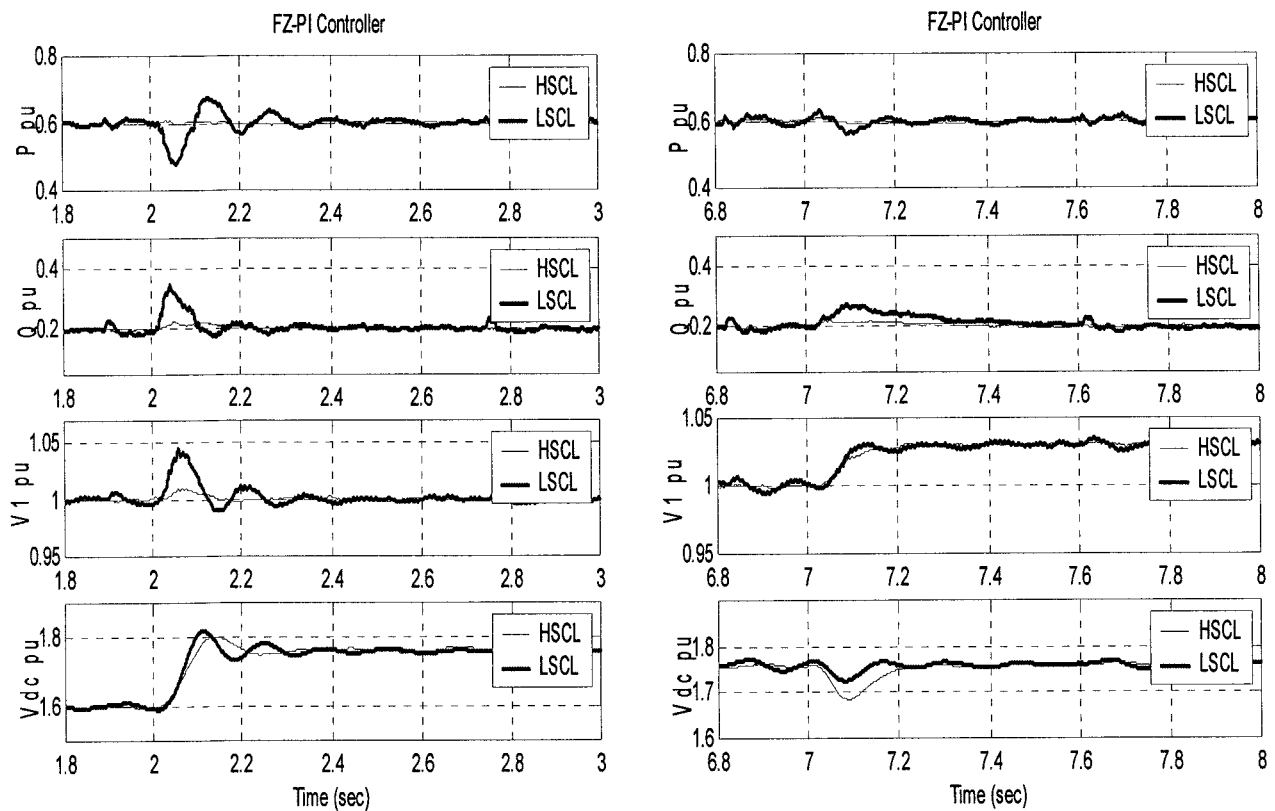 FZ-PI Controller
0.8
P pu
0.6
0.4
HSCL
LSCL
1.8 2 2.2 2.4 2.6 2.8 3
0.4
Q pu
0.2
HSCL
LSCL
1.8 2 2.2 2.4 2.6 2.8 3
1.05
V1 pu
1
0.95
HSCL
LSCL
1.8 2 2.2 2.4 2.6 2.8 3
1.8
Vdc pu
1.6
HSCL
LSCL
1.8 2 2.2 2.4 2.6 2.8 3
Time (sec)
FZ-PI Controller
0.8
P pu
0.6
0.4
HSCL
LSCL
6.8 7 7.2 7.4 7.6 7.8 8
0.4
Q pu
0.2
HSCL
LSCL
6.8 7 7.2 7.4 7.6 7.8 8
1.05
V1 pu
1
0.95
HSCL
LSCL
6.8 7 7.2 7.4 7.6 7.8 8
1.8
Vdc pu
1.7
1.6
HSCL
LSCL
6.8 7 7.2 7.4 7.6 7.8 8
Time (sec)